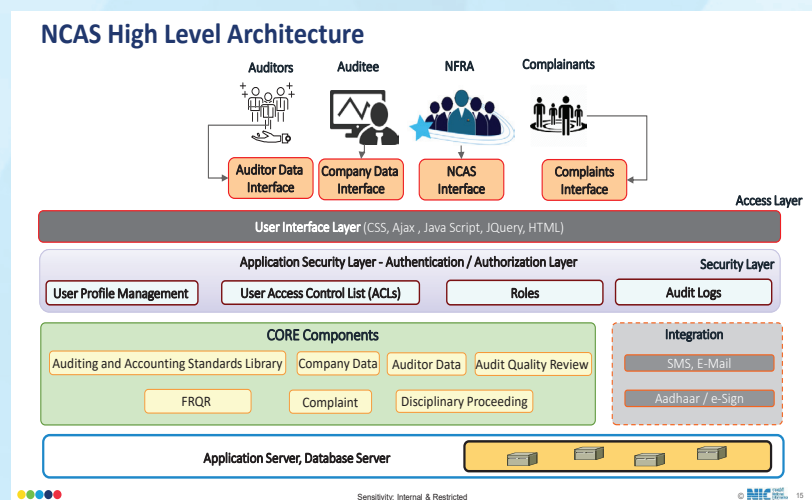 NCAS High Level Architecture
Auditors
Auditee
NFRA
Complainants
Auditor Data
Interface
Company Data
Interface
NCAS
Interface
Complaints
Interface
Access Layer
User Interface Layer (CSS, Ajax , Java Script, JQuery, HTML)
Application Security Layer - Authentication / Authorization Layer
Security Layer
User Profile Management
User Access Control List (ACLs)
Roles
Audit Logs
CORE Components
Auditing and Accounting Standards Library
Company Data
Auditor Data
Audit Quality Review
FRQR
Complaint
Disciplinary Proceeding
Integration
SMS, E-Mail
Aadhaar / e-Sign
Application Server, Database Server
Sensitivity: Internal & Restricted
© NIC
15